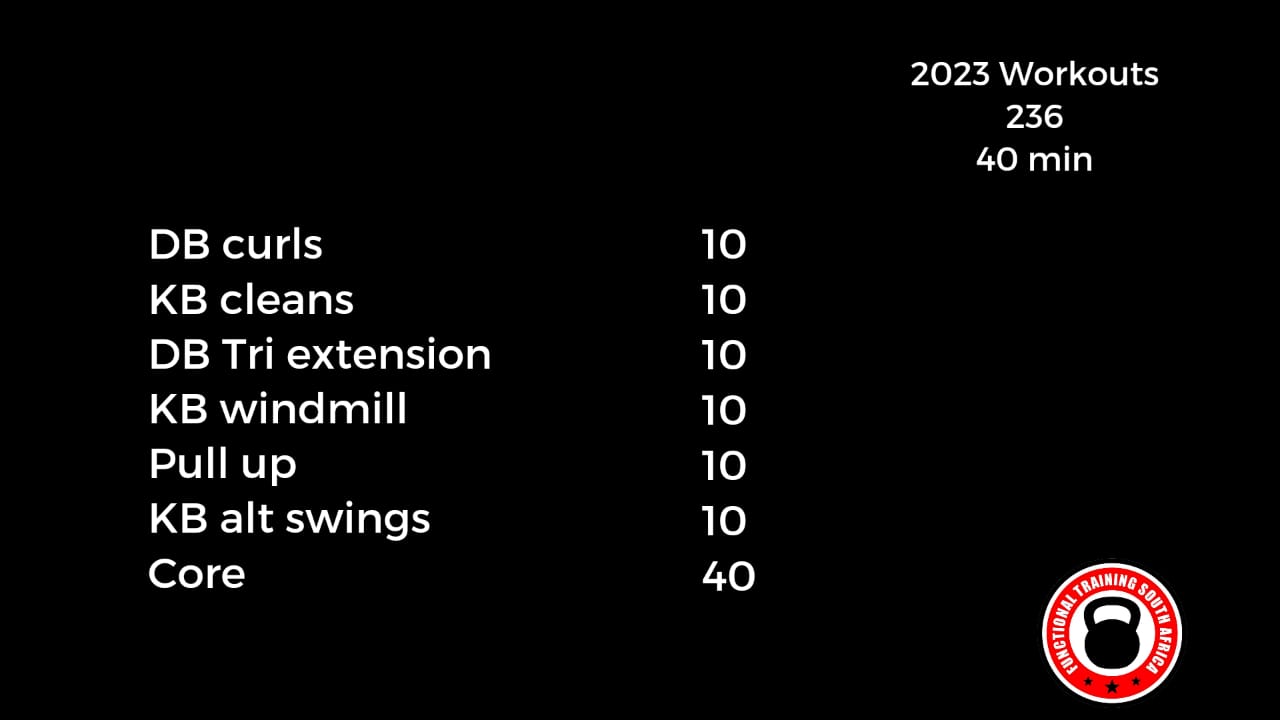 2023 Workouts
236
40 min
DB curls 10
KB cleans 10
DB Tri extension 10
KB windmill 10
Pull up 10
KB alt swings 10
Core 40
FUNCTIONAL TRAINING SOUTH AFRICA